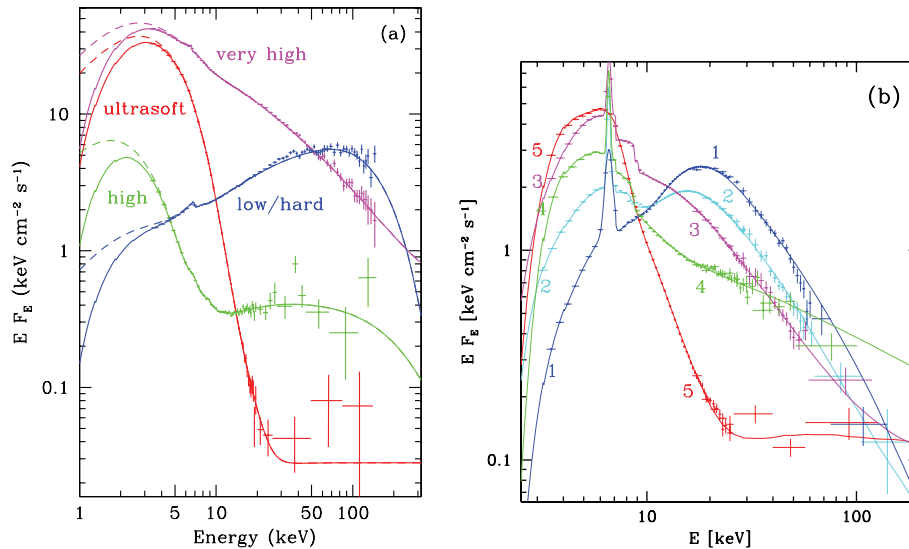 (a)
very high
ultrasoft
high
low/hard
E F_E (keV cm^-2 s^-1)
10
1
0.1
1
5
10
50
100
Energy (keV)
(b)
5
3
4
2
1
1
2
3
4
5
E F_E [keV cm^-2 s^-1]
1
0.1
10
100
E [keV]